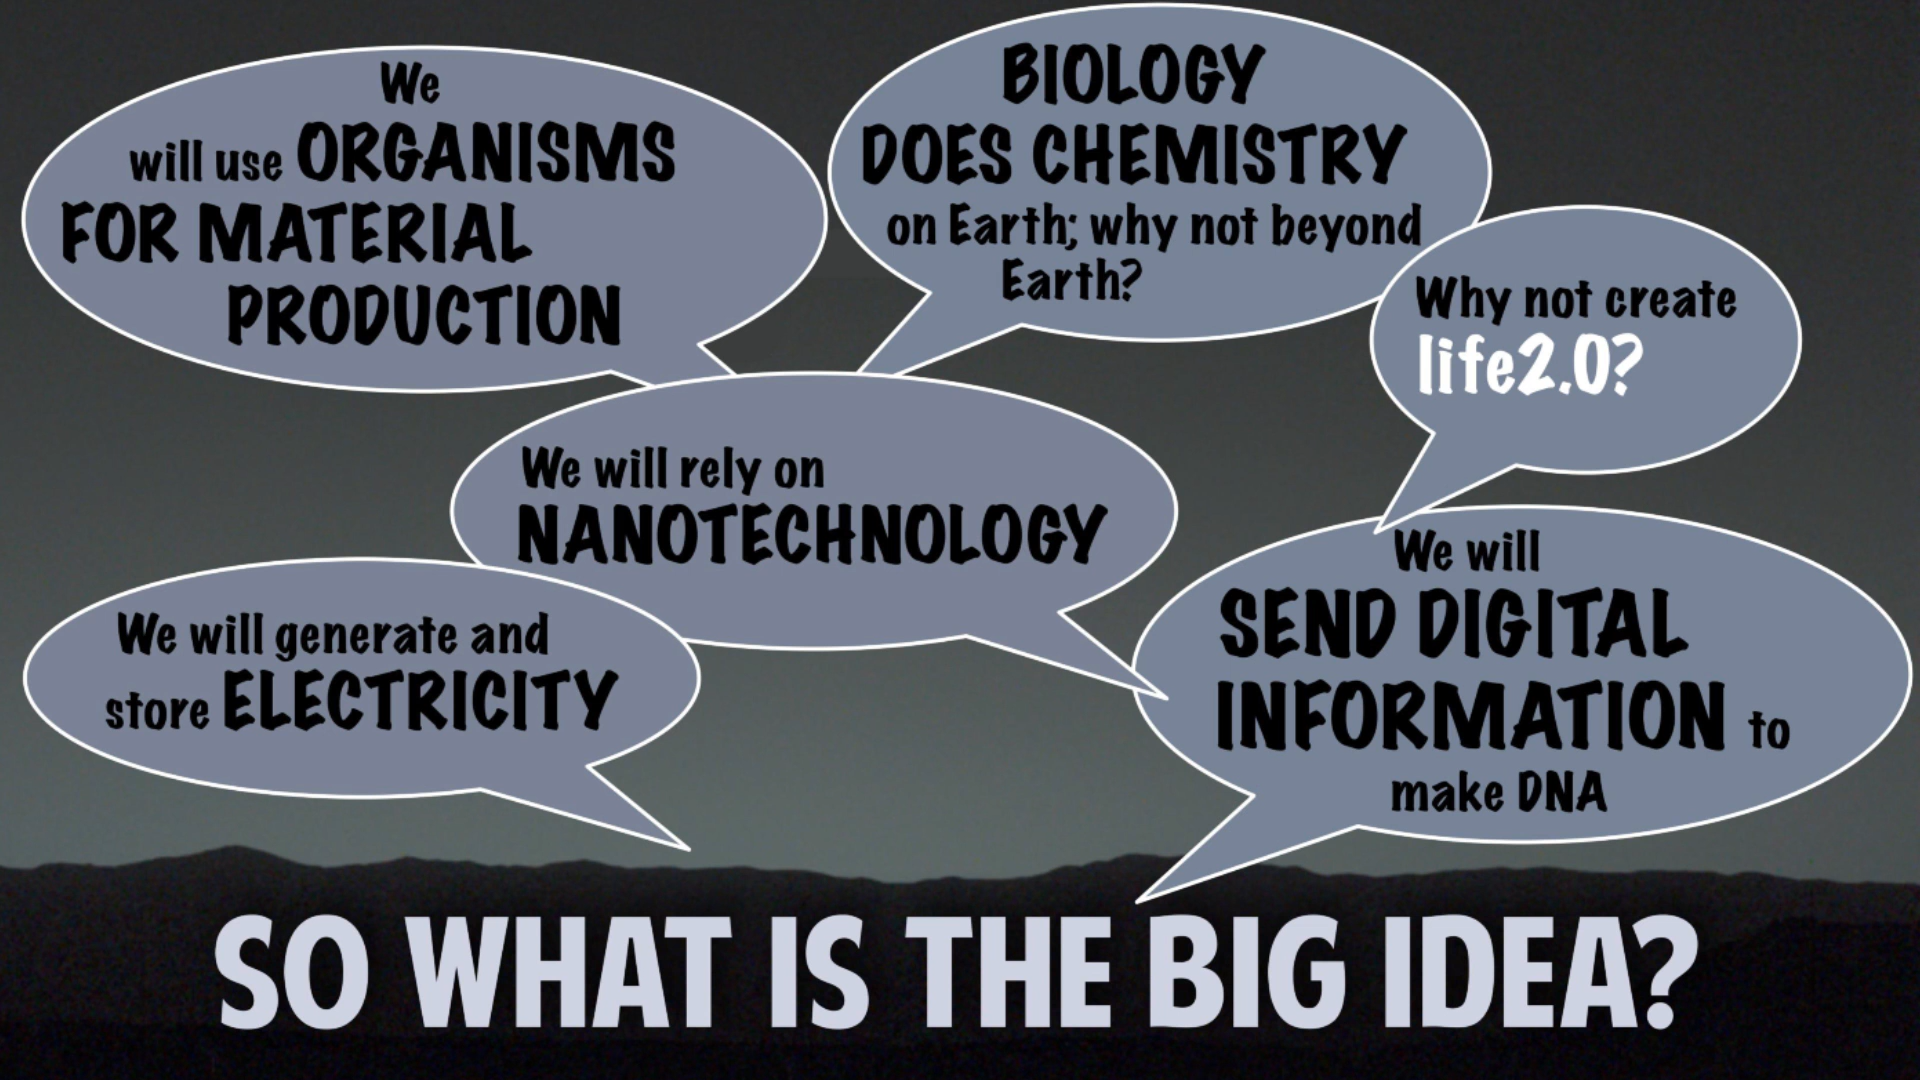 We
will use ORGANISMS
FOR MATERIAL
PRODUCTION
BIOLOGY
DOES CHEMISTRY
on Earth; why not beyond
Earth?
Why not create
life2.0?
We will rely on
NANOTECHNOLOGY
We will generate and
store ELECTRICITY
We will
SEND DIGITAL
INFORMATION to
make DNA
SO WHAT IS THE BIG IDEA?